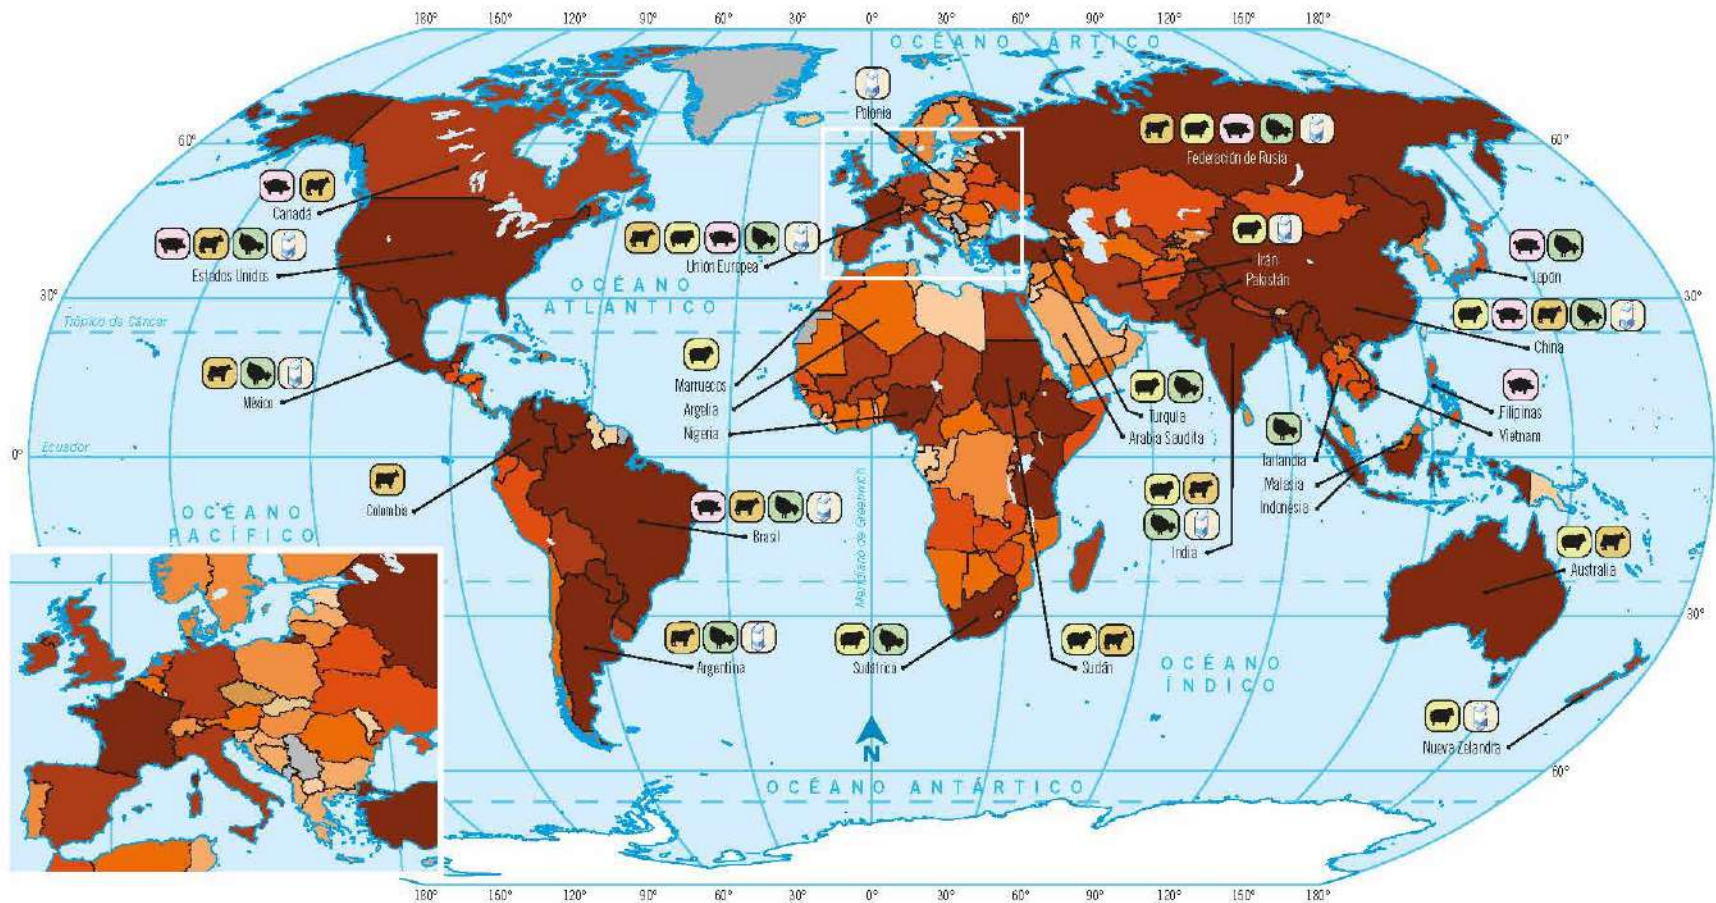 180° 150° 120° 90° 60° 30° 0° 30° 60° 90° 120° 150° 180°
OCÉANO ÁRTICO
Polonia
60°
60°
Federación de Rusia
Canadá
Estados Unidos
Unión Europea
Irán
Pakistán
Japón
OCÉANO
ATLÁNTICO
30°
30°
Trópico de Cáncer
China
México
Marruecos
Argelia
Nigeria
Turquía
Arabia Saudita
Filipinas
Vietnam
Ecuador
0°
0°
Tailandia
Malasia
Indonesia
Colombia
OCÉANO
PACÍFICO
Brasil
Meridiano de Greenwich
India
Australia
30°
30°
Argentina
Sudáfrica
Sudán
OCÉANO
ÍNDICO
N
Nueva Zelandra
60°
OCÉANO ANTÁRTICO
180° 150° 120° 90° 60° 30° 0° 30° 60° 90° 120° 150° 180°